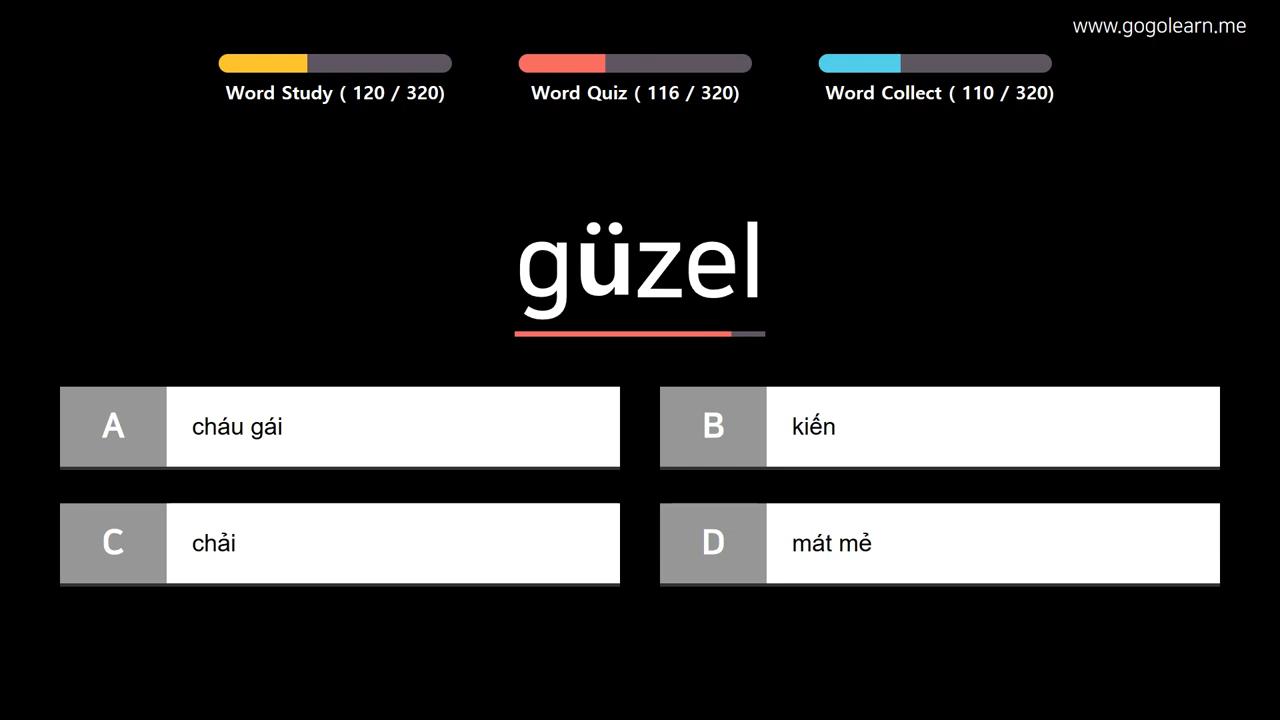 www.gogolearn.me
Word Study ( 120 / 320)
Word Quiz ( 116 / 320)
Word Collect ( 110 / 320)
güzel
A
cháu gái
B
kiến
C
chải
D
mát mẻ